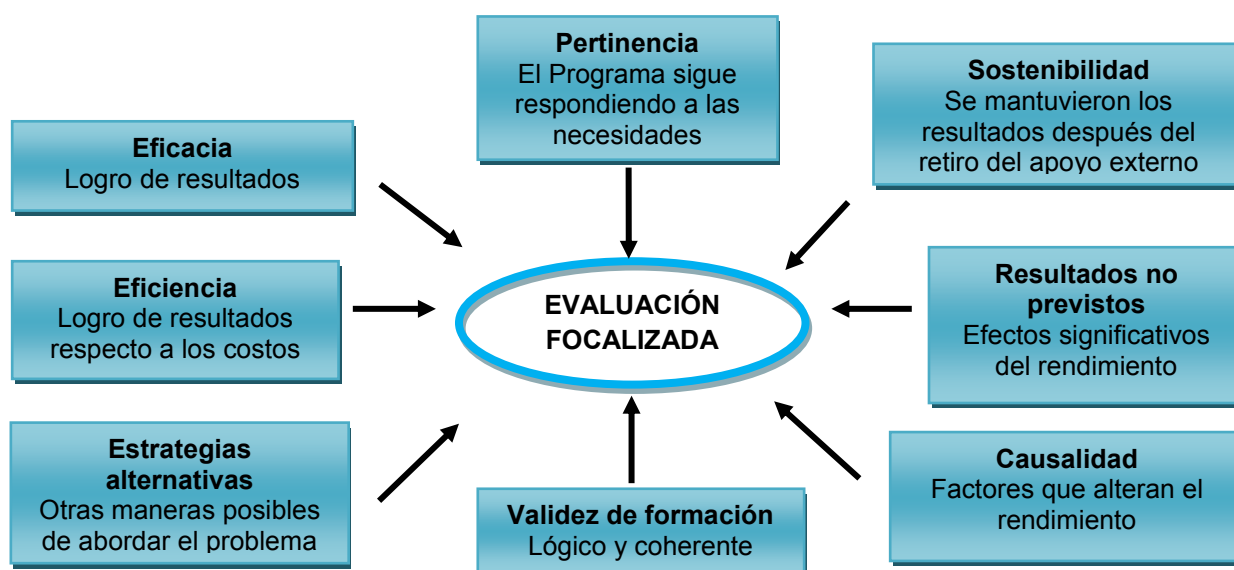 Pertinencia
El Programa sigue
respondiendo a las
necesidades
Sostenibilidad
Se mantuvieron los
resultados después del
retiro del apoyo externo
Eficacia
Logro de resultados
Eficiencia
Logro de resultados
respecto a los costos
EVALUACIÓN
FOCALIZADA
Resultados no
previstos
Efectos significativos
del rendimiento
Estrategias
alternativas
Otras maneras posibles
de abordar el problema
Validez de formación
Lógico y coherente
Causalidad
Factores que alteran el
rendimiento